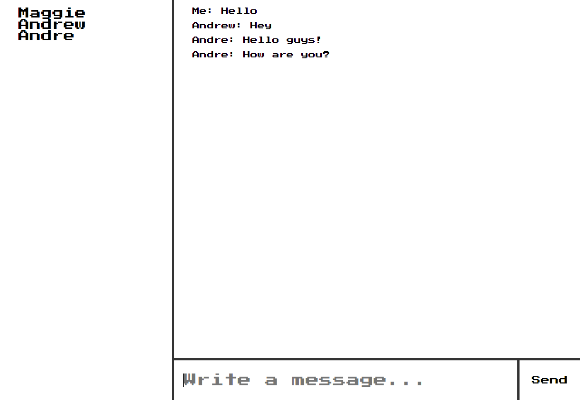 Maggie
Andrew
Andre
Me: Hello
Andrew: Hey
Andre: Hello guys!
Andre: How are you?
Write a message...
Send